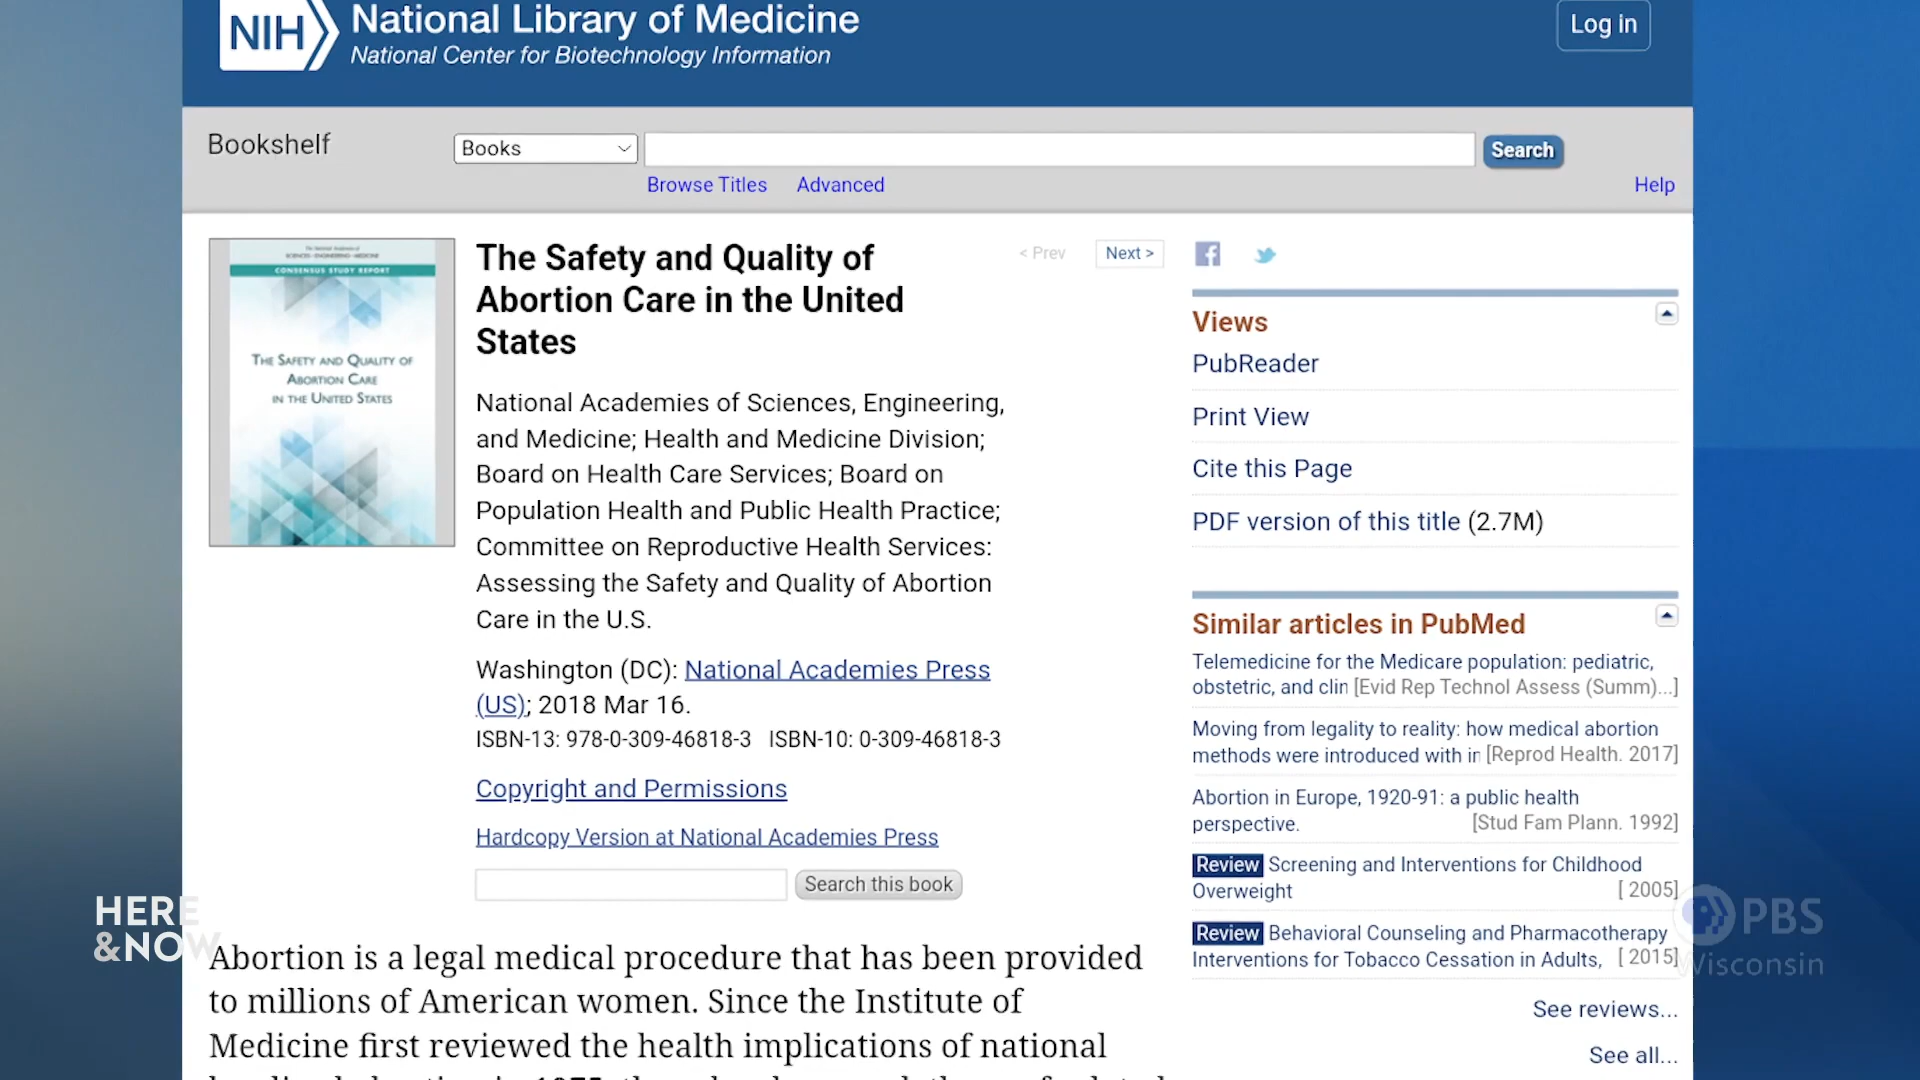 NIH
National Library of Medicine
National Center for Biotechnology Information
Log in
Bookshelf
Books
Search
Browse Titles
Advanced
Help
The National Academies of
SCIENCES · ENGINEERING · MEDICINE
CONSENSUS STUDY REPORT
THE SAFETY AND QUALITY OF
ABORTION CARE
IN THE UNITED STATES
The Safety and Quality of
Abortion Care in the United
States
< Prev
Next >
National Academies of Sciences, Engineering,
and Medicine; Health and Medicine Division;
Board on Health Care Services; Board on
Population Health and Public Health Practice;
Committee on Reproductive Health Services:
Assessing the Safety and Quality of Abortion
Care in the U.S.
Washington (DC): National Academies Press
(US); 2018 Mar 16.
ISBN-13: 978-0-309-46818-3 ISBN-10: 0-309-46818-3
Copyright and Permissions
Hardcopy Version at National Academies Press
Search this book
Abortion is a legal medical procedure that has been provided
to millions of American women. Since the Institute of
Medicine first reviewed the health implications of national
Views
PubReader
Print View
Cite this Page
PDF version of this title (2.7M)
Similar articles in PubMed
Telemedicine for the Medicare population: pediatric,
obstetric, and clin [Evid Rep Technol Assess (Summ)...]
Moving from legality to reality: how medical abortion
methods were introduced with in [Reprod Health. 2017]
Abortion in Europe, 1920-91: a public health
perspective. [Stud Fam Plann. 1992]
Review Screening and Interventions for Childhood
Overweight [ 2005]
Review Behavioral Counseling and Pharmacotherapy
Interventions for Tobacco Cessation in Adults, [ 2015]
See reviews...
See all...
HERE
&NOW
PBS
Wisconsin